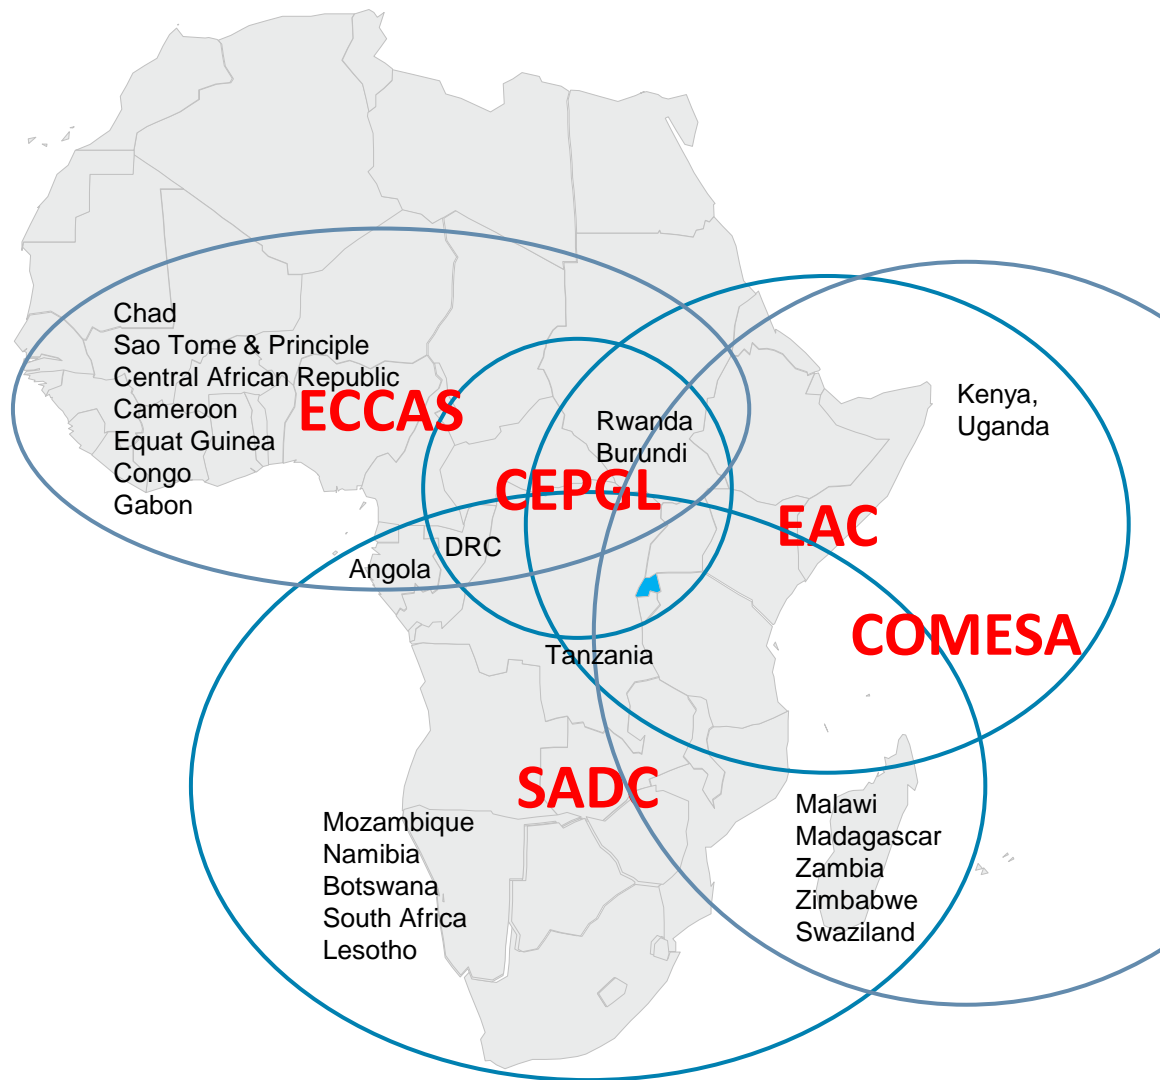 Chad
Sao Tome & Principle
Central African Republic
Cameroon
Equat Guinea
Congo
Gabon
ECCAS
Rwanda
Burundi
CEPGL
Kenya,
Uganda
EAC
DRC
Angola
COMESA
Tanzania
SADC
Mozambique
Namibia
Botswana
South Africa
Lesotho
Malawi
Madagascar
Zambia
Zimbabwe
Swaziland